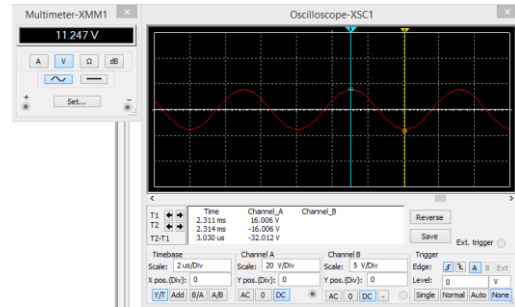 Multimeter-XMM1 ×
11.247 V
A V Ω dB
+ Set... -
Oscilloscope-XSC1 ×
Time Channel_A Channel_B
T1 2.311 ms 16.006 V
T2 2.314 ms -16.006 V
T2-T1 3.030 us -32.012 V
Reverse
Save
Ext. trigger
Timebase
Scale: 2 us/Div
X pos.(Div): 0
Y/T Add B/A A/B
Channel A
Scale: 20 V/Div
Y pos.(Div): 0
AC 0 DC
Channel B
Scale: 5 V/Div
Y pos.(Div): 0
AC 0 DC -
Trigger
Edge: A B Ext
Level: 0 V
Single Normal Auto None